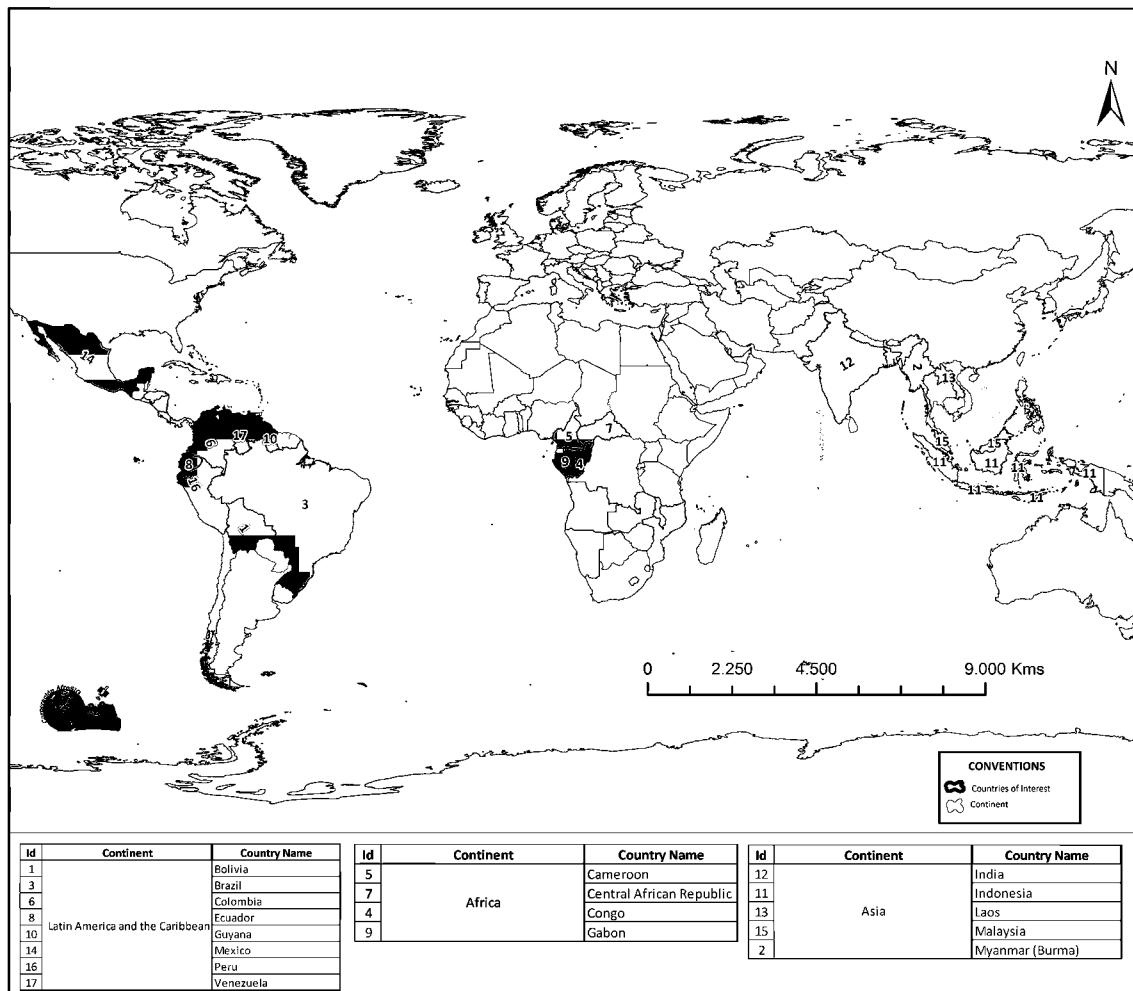 N
14
17
10
6
8
16
3
1
5
7
9
4
12
2
13
15
15
11
11
11
11
11
11
0 2.250 4.500 9.000 Kms
CONVENTIONS
Countries of Interest
Continent
Id Continent Country Name
1 Bolivia
3 Brazil
6 Colombia
8 Ecuador
Latin America and the Caribbean
10 Guyana
14 Mexico
16 Peru
17 Venezuela
Id Continent Country Name
5 Cameroon
7 Central African Republic
Africa
4 Congo
9 Gabon
Id Continent Country Name
12 India
11 Indonesia
13 Asia Laos
15 Malaysia
2 Myanmar (Burma)